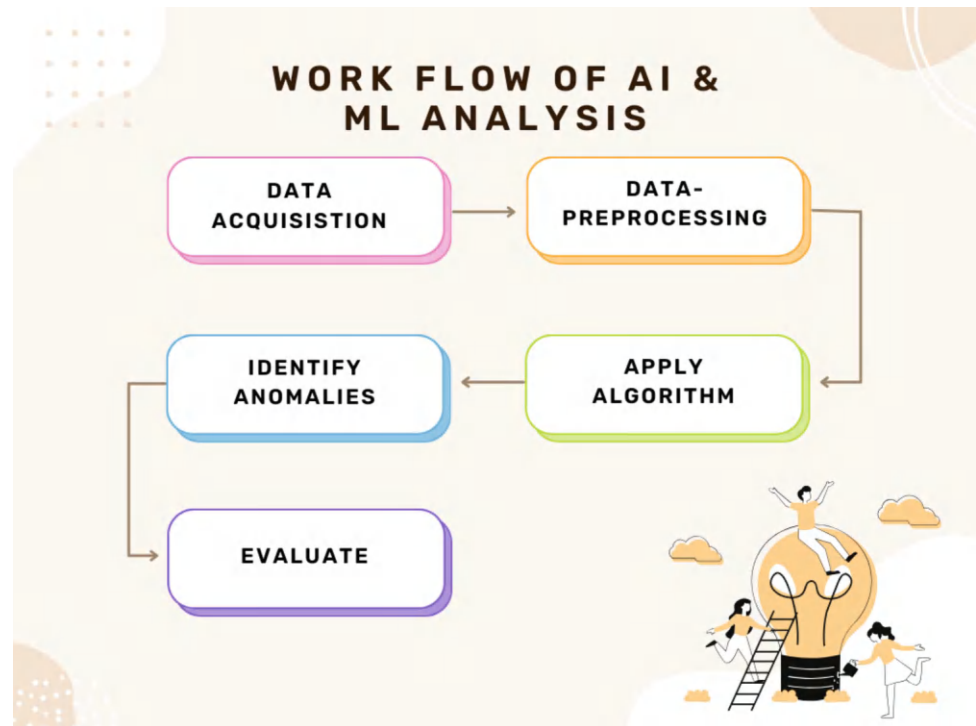 WORK FLOW OF AI &
ML ANALYSIS
DATA
ACQUISISTION
DATA-
PREPROCESSING
APPLY
ALGORITHM
IDENTIFY
ANOMALIES
EVALUATE